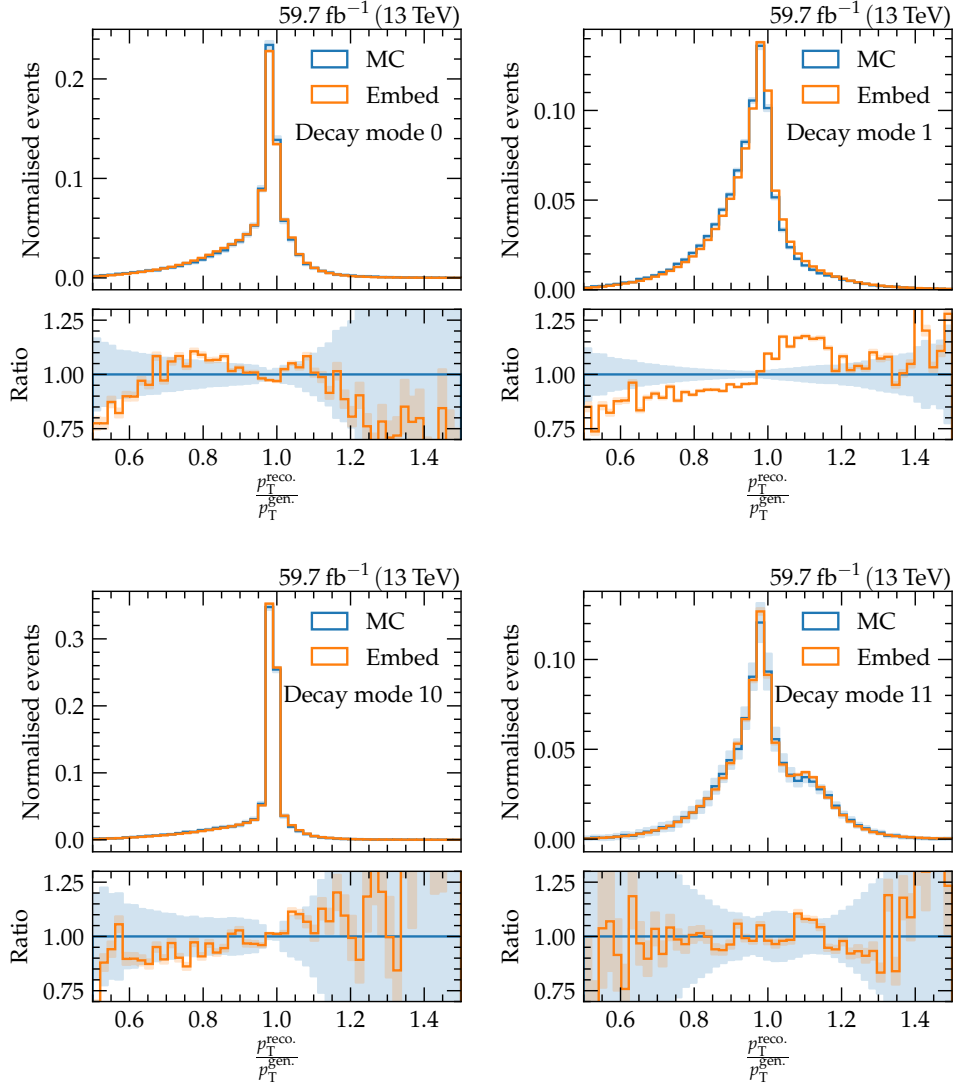 59.7 fb⁻¹ (13 TeV)
Normalised events
0.2
0.1
0.0
MC
Embed
Decay mode 0
Ratio
1.25
1.00
0.75
0.6 0.8 1.0 1.2 1.4
p_T^reco.
p_T^gen.
59.7 fb⁻¹ (13 TeV)
Normalised events
0.10
0.05
0.00
MC
Embed
Decay mode 1
Ratio
1.25
1.00
0.75
0.6 0.8 1.0 1.2 1.4
p_T^reco.
p_T^gen.
59.7 fb⁻¹ (13 TeV)
Normalised events
0.3
0.2
0.1
0.0
MC
Embed
Decay mode 10
Ratio
1.25
1.00
0.75
0.6 0.8 1.0 1.2 1.4
p_T^reco.
p_T^gen.
59.7 fb⁻¹ (13 TeV)
Normalised events
0.10
0.05
0.00
MC
Embed
Decay mode 11
Ratio
1.25
1.00
0.75
0.6 0.8 1.0 1.2 1.4
p_T^reco.
p_T^gen.